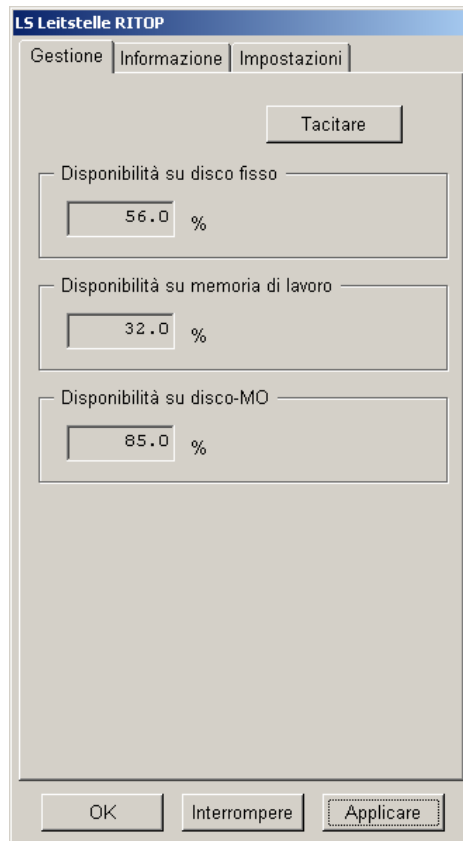 LS Leitstelle RITOP
Gestione Informazione Impostazioni
Tacitare
Disponibilità su disco fisso
56.0 %
Disponibilità su memoria di lavoro
32.0 %
Disponibilità su disco-MO
85.0 %
OK Interrompere Applicare